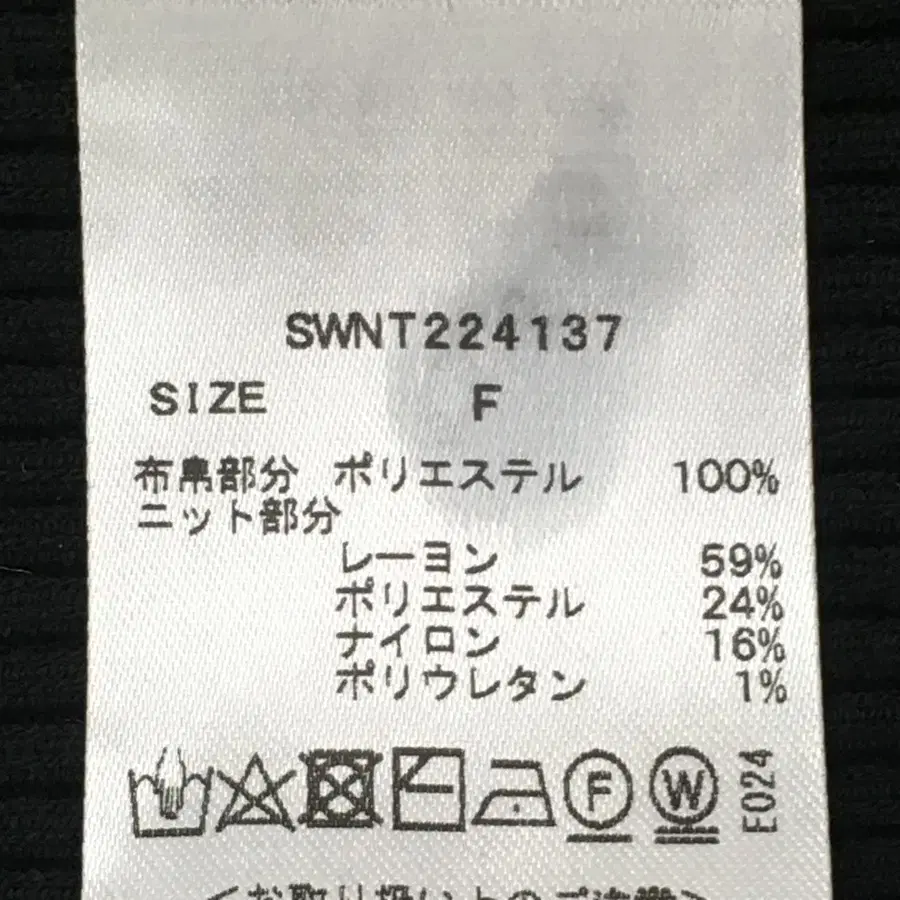 SWNT224137
SIZE F
布帛部分 ポリエステル 100%
ニット部分
レーヨン 59%
ポリエステル 24%
ナイロン 16%
ポリウレタン 1%
F W E024